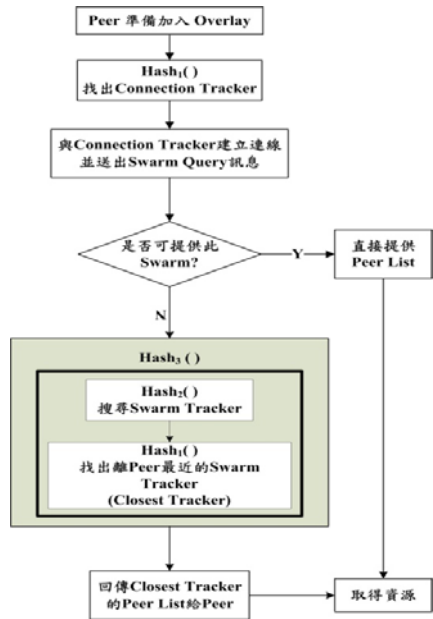 Peer 準備加入 Overlay
Hash₁( )
找出Connection Tracker
與Connection Tracker建立連線
並送出Swarm Query訊息
是否可提供此
Swarm?
Y
直接提供
Peer List
N
Hash₃ ( )
Hash₂( )
搜尋Swarm Tracker
Hash₁( )
找出離Peer最近的Swarm
Tracker
(Closest Tracker)
回傳Closest Tracker
的Peer List給Peer
取得資源